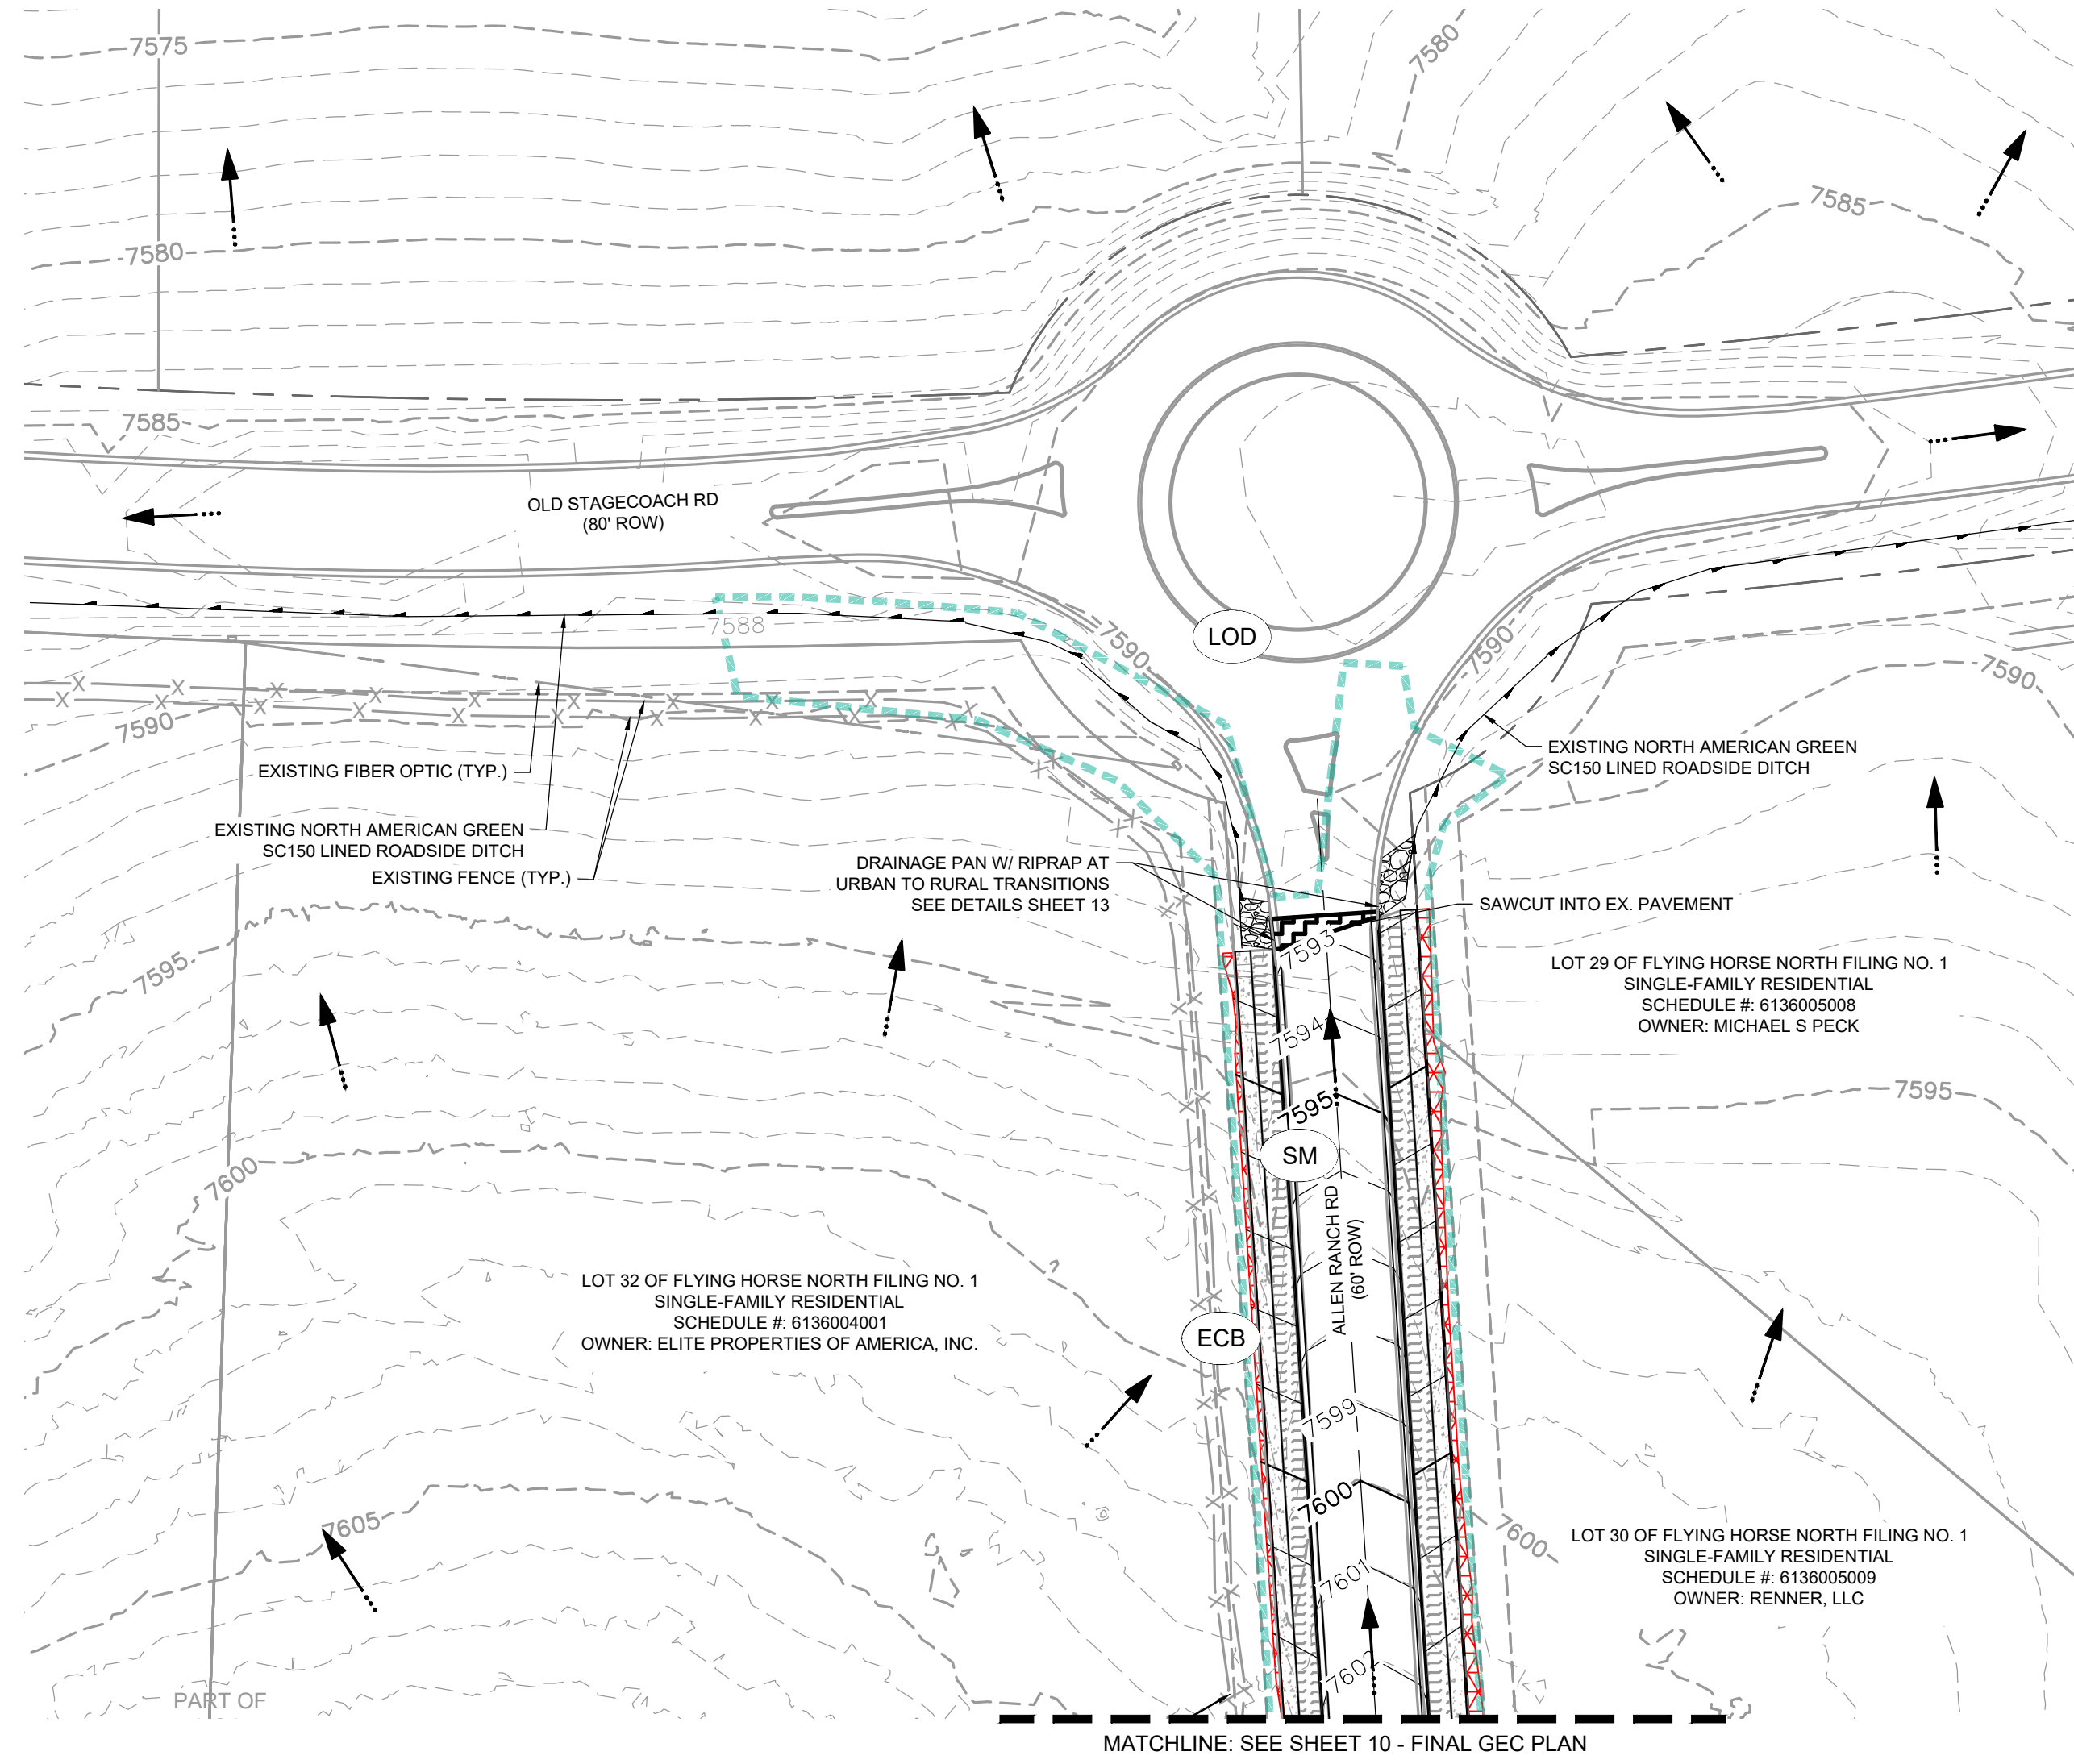 7575
7580
7585
7580
7585
OLD STAGECOACH RD
(80' ROW)
7588
LOD
7590
7590
7590
7590
EXISTING FIBER OPTIC (TYP.)
EXISTING NORTH AMERICAN GREEN
SC150 LINED ROADSIDE DITCH
EXISTING NORTH AMERICAN GREEN
SC150 LINED ROADSIDE DITCH
EXISTING FENCE (TYP.)
DRAINAGE PAN W/ RIPRAP AT
URBAN TO RURAL TRANSITIONS
SEE DETAILS SHEET 13
SAWCUT INTO EX. PAVEMENT
7593
7595
LOT 29 OF FLYING HORSE NORTH FILING NO. 1
SINGLE-FAMILY RESIDENTIAL
SCHEDULE #: 6136005008
OWNER: MICHAEL S PECK
7594
7595
7595
SM
7600
ALLEN RANCH RD
(60' ROW)
LOT 32 OF FLYING HORSE NORTH FILING NO. 1
SINGLE-FAMILY RESIDENTIAL
SCHEDULE #: 6136004001
OWNER: ELITE PROPERTIES OF AMERICA, INC.
ECB
7599
7600
7605
7600
LOT 30 OF FLYING HORSE NORTH FILING NO. 1
SINGLE-FAMILY RESIDENTIAL
SCHEDULE #: 6136005009
OWNER: RENNER, LLC
7601
7602
PART OF
MATCHLINE: SEE SHEET 10 - FINAL GEC PLAN